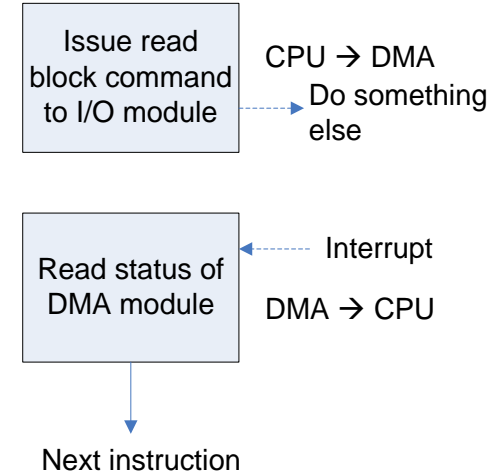 Issue read
block command
to I/O module
CPU → DMA
Do something
else
Read status of
DMA module
Interrupt
DMA → CPU
Next instruction